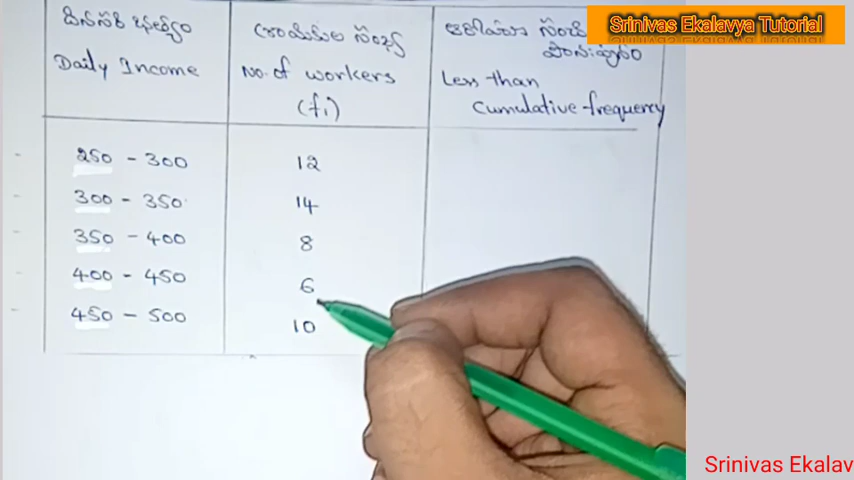 Srinivas Ekalavya Tutorial
Daily Income
No. of workers
(f₁)
Less than
Cumulative frequency
250 - 300 12
300 - 350 14
350 - 400 8
400 - 450 6
450 - 500 10
Srinivas Ekalav